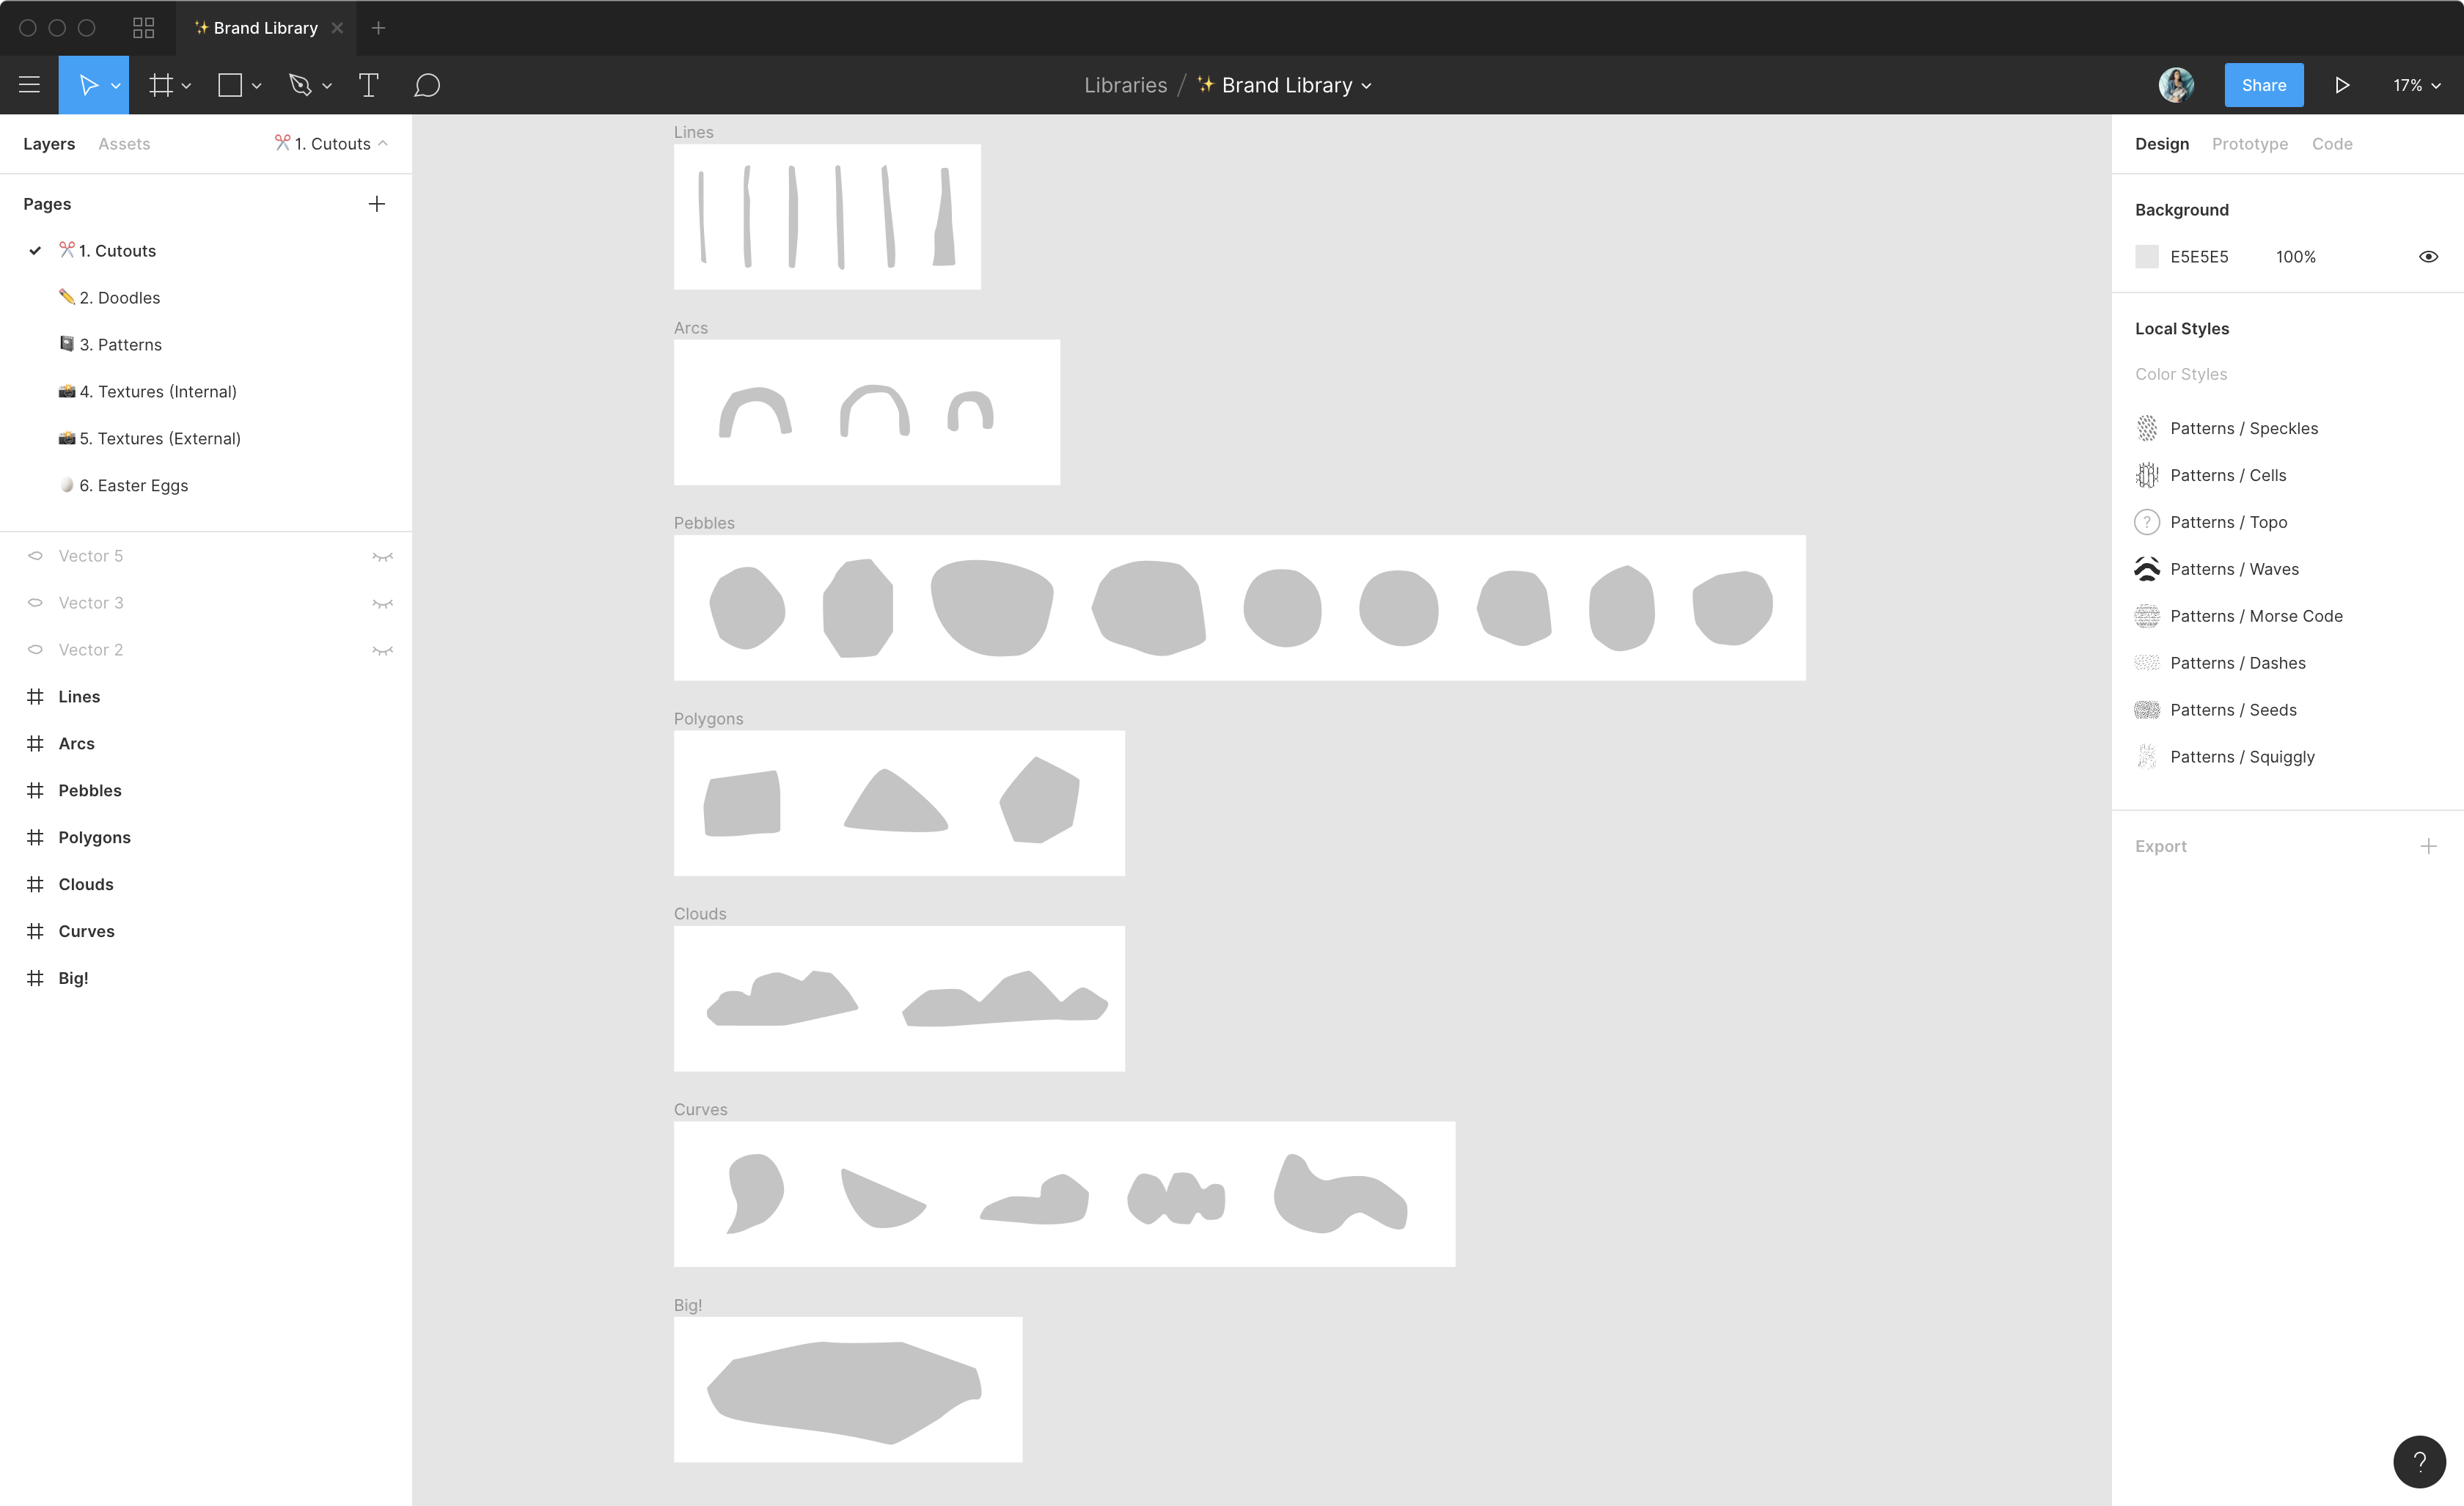 ✨ Brand Library
Libraries / ✨ Brand Library
Share
17%
Layers
Assets
✂️ 1. Cutouts
Pages
✂️ 1. Cutouts
✏️ 2. Doodles
📓 3. Patterns
📸 4. Textures (Internal)
📸 5. Textures (External)
🥚 6. Easter Eggs
Vector 5
Vector 3
Vector 2
Lines
Arcs
Pebbles
Polygons
Clouds
Curves
Big!
Lines
Arcs
Pebbles
Polygons
Clouds
Curves
Big!
Design
Prototype
Code
Background
E5E5E5
100%
Local Styles
Color Styles
Patterns / Speckles
Patterns / Cells
? Patterns / Topo
Patterns / Waves
Patterns / Morse Code
Patterns / Dashes
Patterns / Seeds
Patterns / Squiggly
Export
?